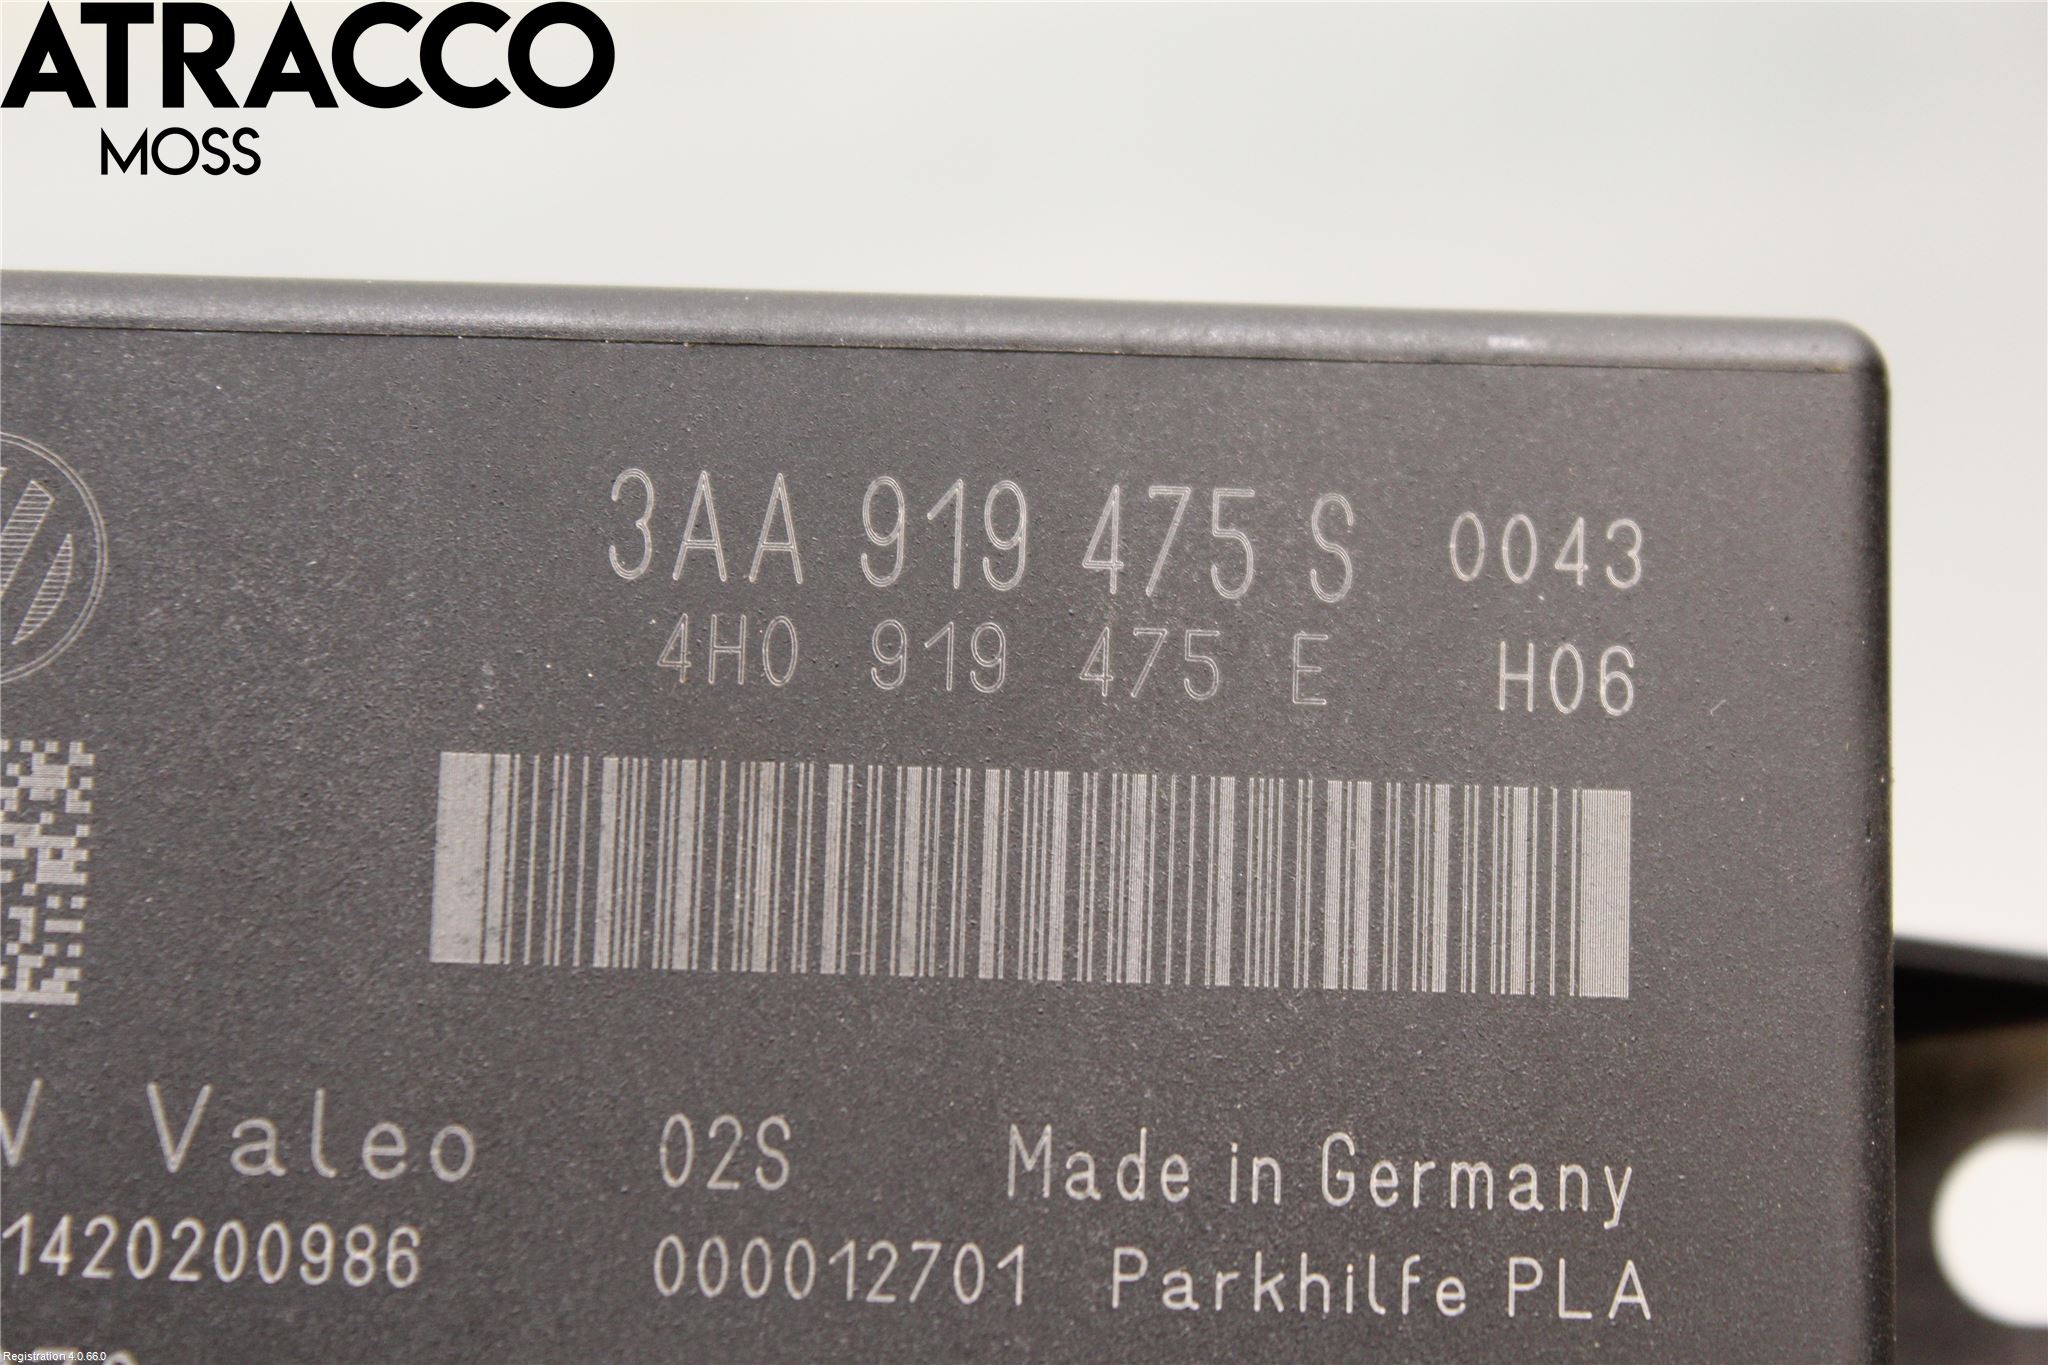 ATRACCO
MOSS
3AA 919 475 S 0043
4H0 919 475 E H06
Valeo 02S Made in Germany
1420200986 000012701 Parkhilfe PLA
Registration 4.0.66.0